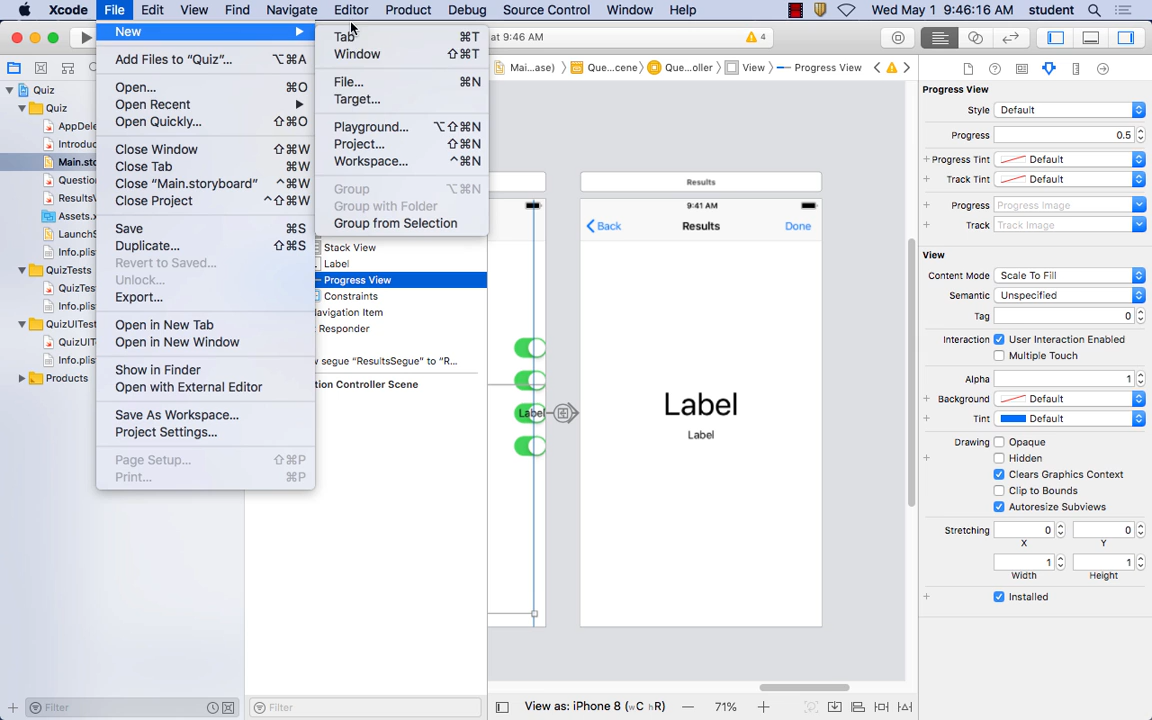 Xcode File Edit View Find Navigate Editor Product Debug Source Control Window Help Wed May 1 9:46:16 AM student
New
Add Files to “Quiz”... ⌥⌘A
Open... ⌘O
Open Recent
Open Quickly... ⇧⌘O
Close Window ⇧⌘W
Close Tab ⌘W
Close “Main.storyboard” ^⌘W
Close Project ^⇧⌘W
Save ⌘S
Duplicate... ⇧⌘S
Revert to Saved...
Unlock...
Export...
Open in New Tab
Open in New Window
Show in Finder
Open with External Editor
Save As Workspace...
Project Settings...
Page Setup... ⇧⌘P
Print... ⌘P
Tab ⌘T
Window ⇧⌘T
File... ⌘N
Target...
Playground... ⌥⇧⌘N
Project... ⇧⌘N
Workspace... ^⌘N
Group ⌥⌘N
Group with Folder
Group from Selection
at 9:46 AM
4
Mai...ase) Que...cene) Que...oller View Progress View
Quiz
Quiz
AppDele
Introduc
Main.sto
Question
ResultsV
Assets.x
LaunchS
Info.plis
QuizTests
QuizTes
Info.plis
QuizUITest
QuizUIT
Info.plis
Products
Filter
Stack View
Label
Progress View
Constraints
avigation Item
Responder
w segue “ResultsSegue” to “R...
tion Controller Scene
Filter
Label
Results
9:41 AM
Back Results Done
Label
Label
View as: iPhone 8 (wC hR) 71%
Progress View
Style Default
Progress 0.5
Progress Tint Default
Track Tint Default
Progress Progress Image
Track Track Image
View
Content Mode Scale To Fill
Semantic Unspecified
Tag 0
Interaction User Interaction Enabled
Multiple Touch
Alpha 1
Background Default
Tint Default
Drawing Opaque
Hidden
Clears Graphics Context
Clip to Bounds
Autoresize Subviews
Stretching 0 0
X Y
1 1
Width Height
Installed